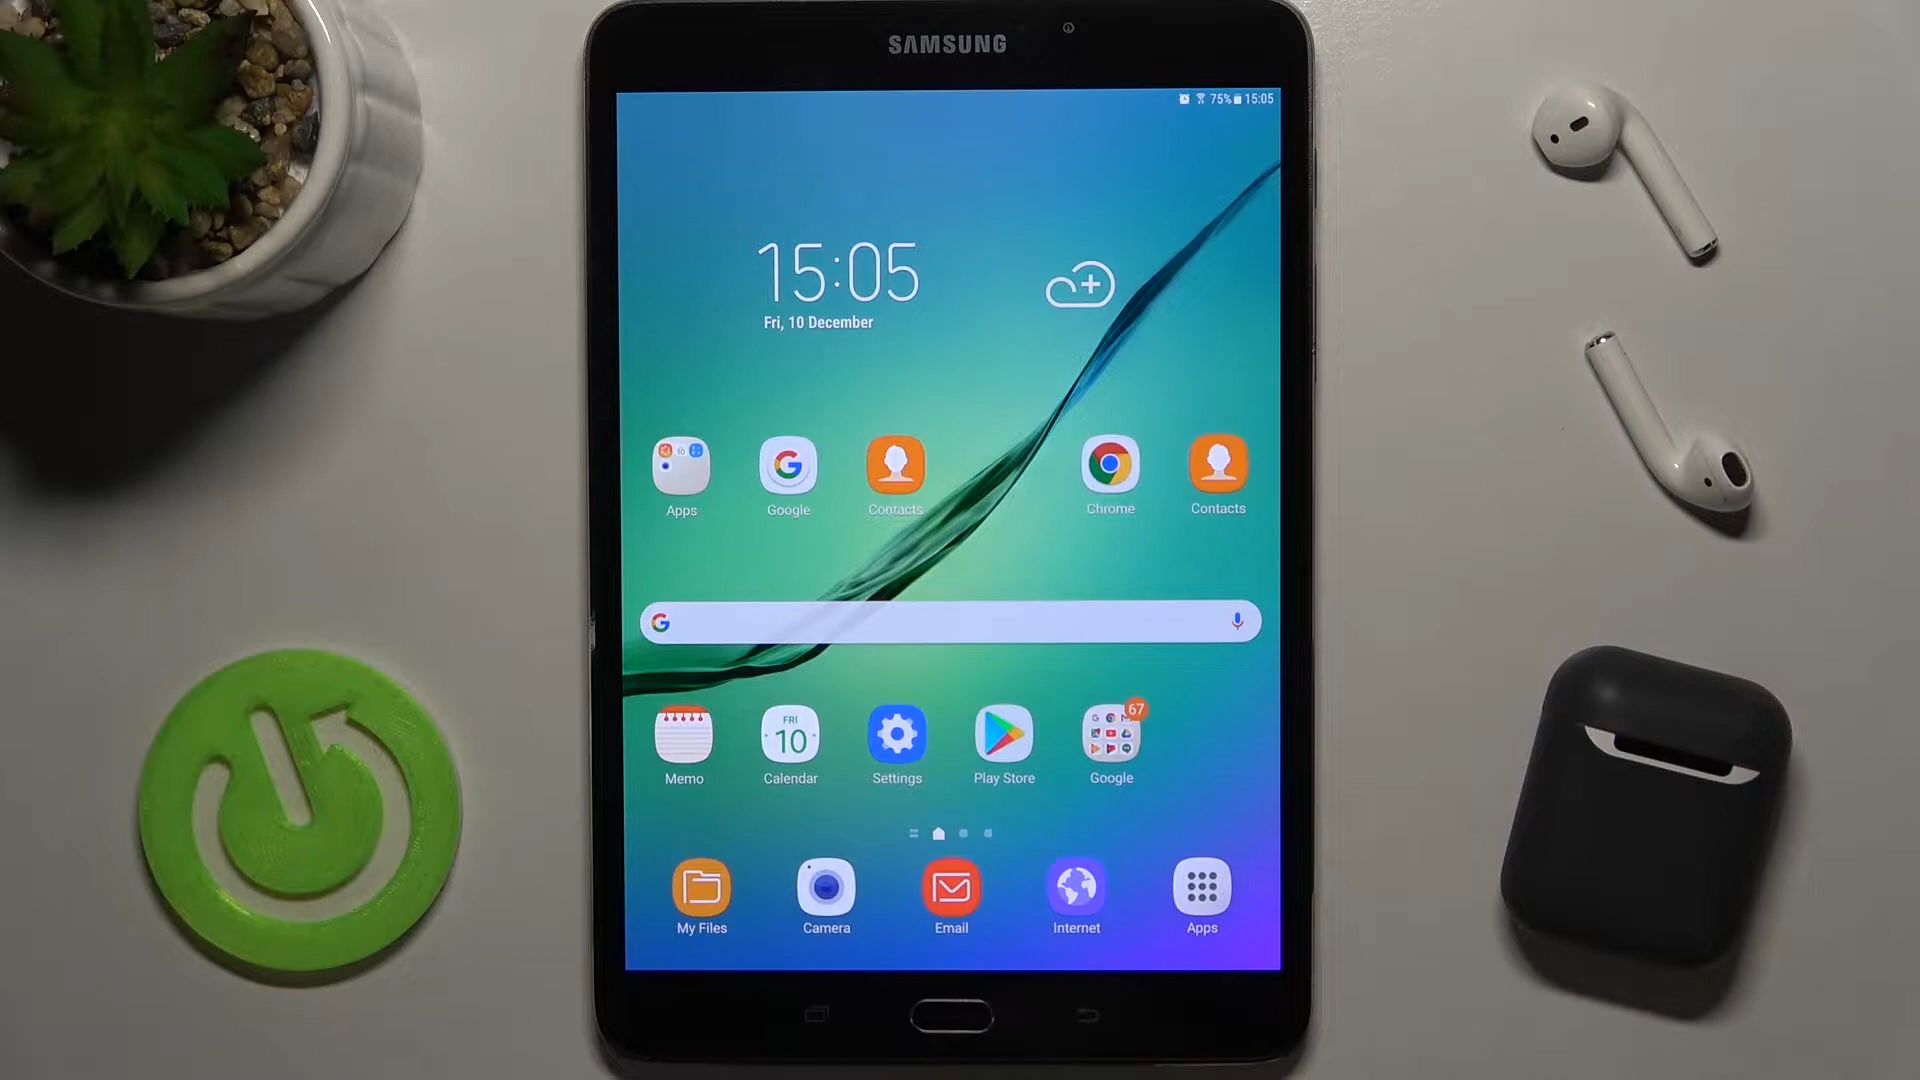 SAMSUNG
75% 15:05
15:05
Fri, 10 December
Apps
Google
Contacts
Chrome
Contacts
Memo
FRI
10
Calendar
Settings
Play Store
67
Google
My Files
Camera
Email
Internet
Apps